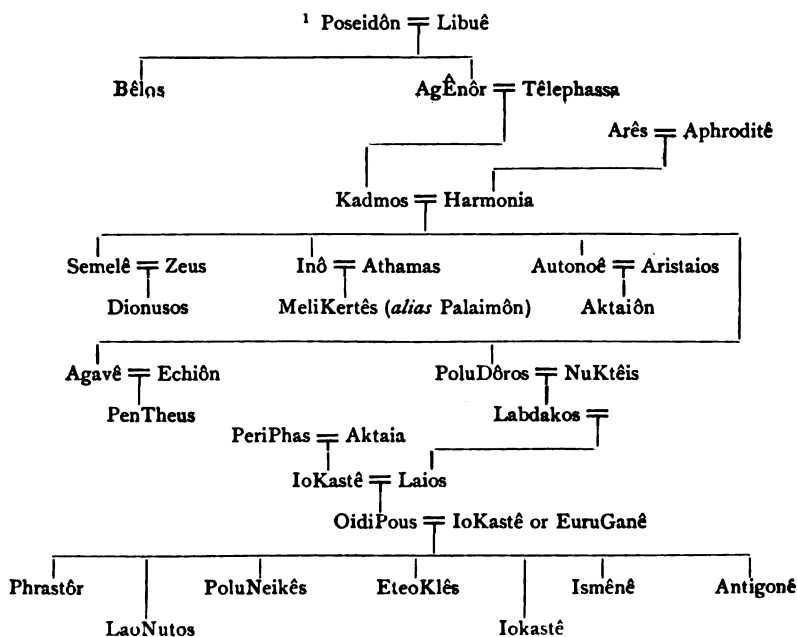 1 Poseidôn = Libuê
Bêlos AgÊnôr = Têlephassa
Arês = Aphroditê
Kadmos = Harmonia
Semelê = Zeus Inô = Athamas Autonoê = Aristaios
Dionusos MeliKertês (alias Palaimôn) Aktaiôn
Agavê = Echiôn PoluDôros = NuKtêis
PenTheus Labdakos =
PeriPhas = Aktaia
IoKastê = Laios
OidiPous = IoKastê or EuruGanê
Phrastôr PoluNeikês EteoKlês Ismênê Antigonê
LaoNutos Iokastê